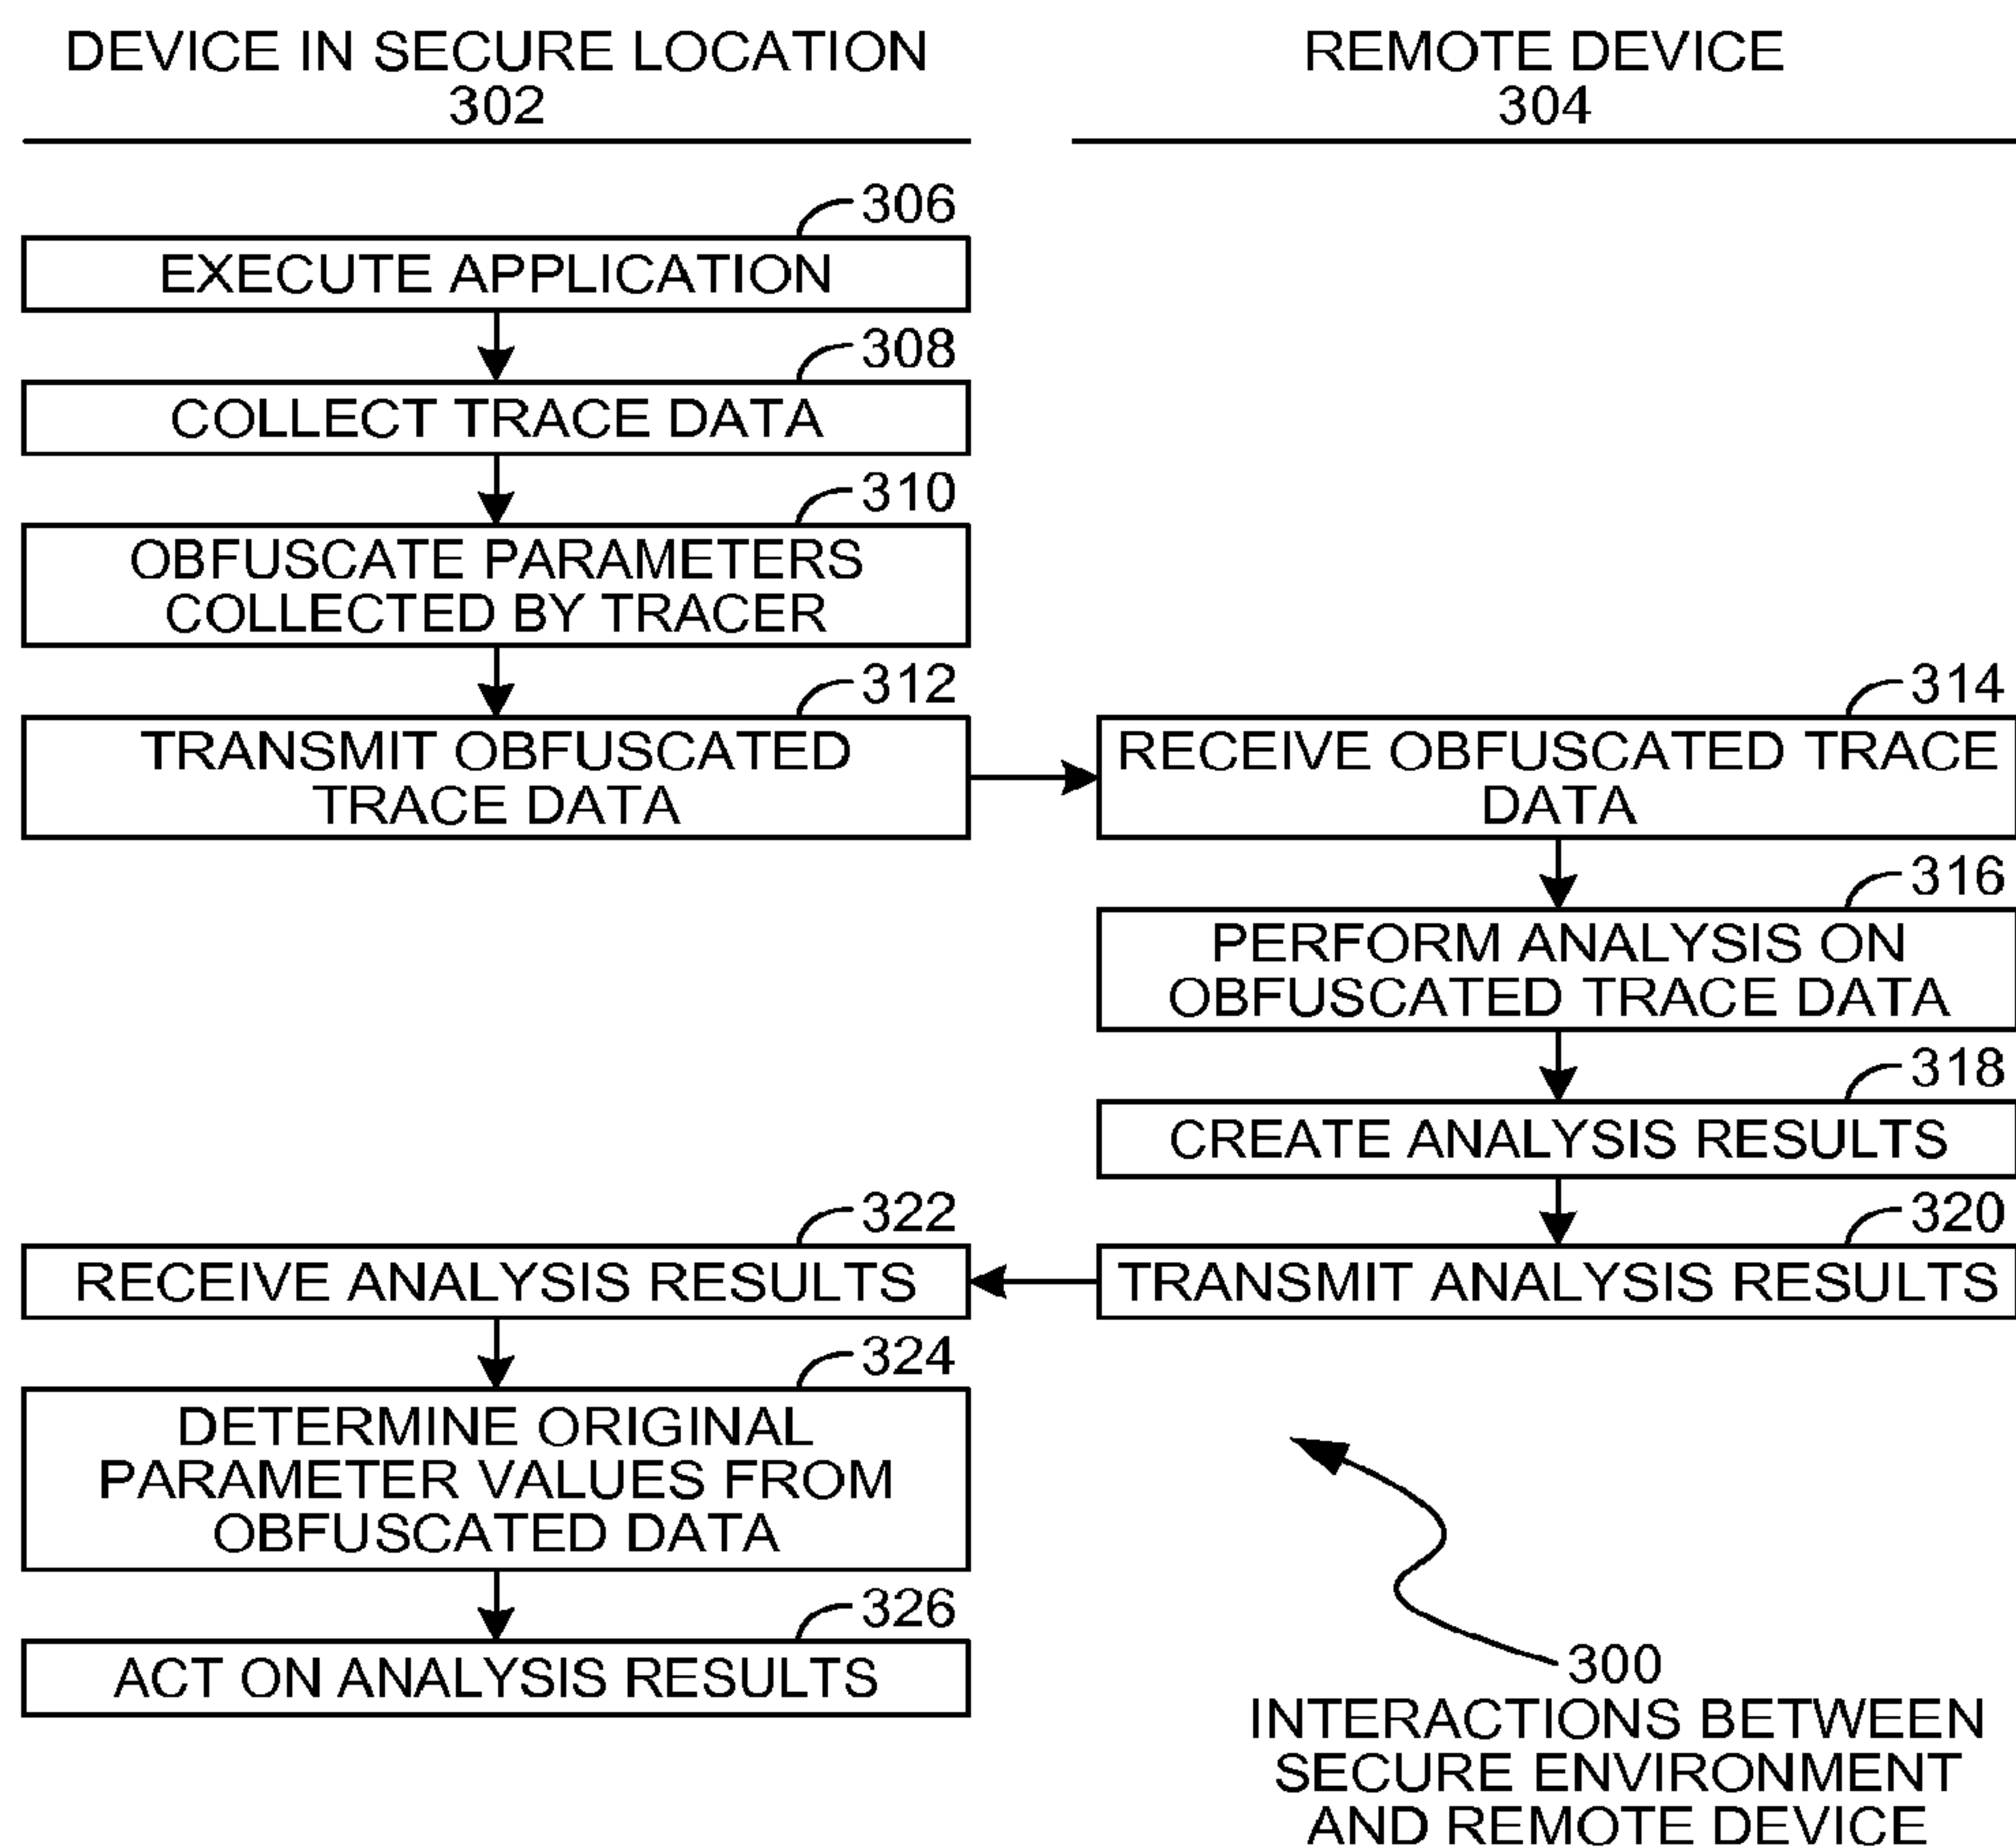 DEVICE IN SECURE LOCATION
302
REMOTE DEVICE
304
306
EXECUTE APPLICATION
308
COLLECT TRACE DATA
310
OBFUSCATE PARAMETERS
COLLECTED BY TRACER
312
TRANSMIT OBFUSCATED
TRACE DATA
314
RECEIVE OBFUSCATED TRACE
DATA
316
PERFORM ANALYSIS ON
OBFUSCATED TRACE DATA
318
CREATE ANALYSIS RESULTS
320
TRANSMIT ANALYSIS RESULTS
322
RECEIVE ANALYSIS RESULTS
324
DETERMINE ORIGINAL
PARAMETER VALUES FROM
OBFUSCATED DATA
326
ACT ON ANALYSIS RESULTS
300
INTERACTIONS BETWEEN
SECURE ENVIRONMENT
AND REMOTE DEVICE